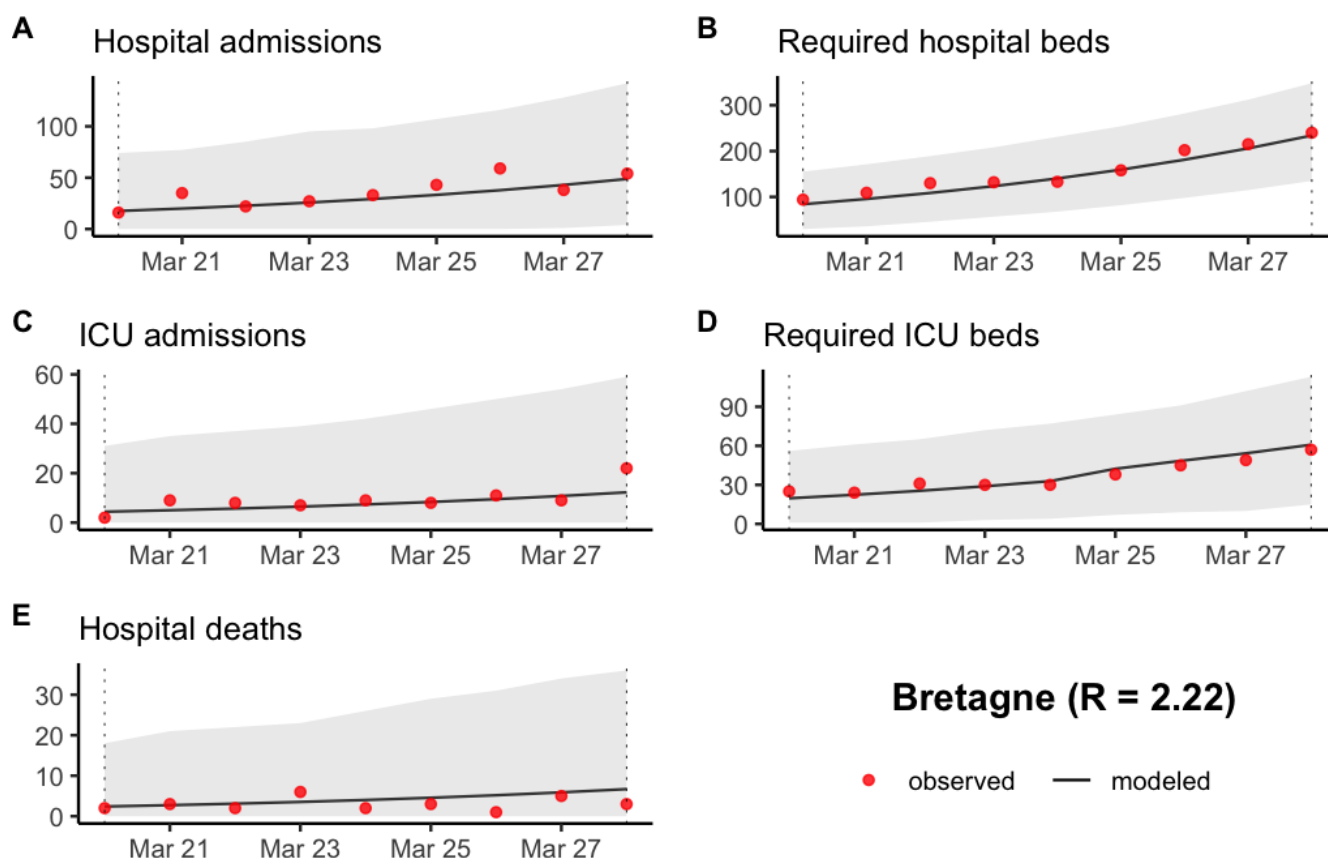 A
Hospital admissions
100
50
0
Mar 21 Mar 23 Mar 25 Mar 27
B
Required hospital beds
300
200
100
Mar 21 Mar 23 Mar 25 Mar 27
C
ICU admissions
60
40
20
0
Mar 21 Mar 23 Mar 25 Mar 27
D
Required ICU beds
90
60
30
0
Mar 21 Mar 23 Mar 25 Mar 27
E
Hospital deaths
30
20
10
0
Mar 21 Mar 23 Mar 25 Mar 27
Bretagne (R = 2.22)
observed modeled